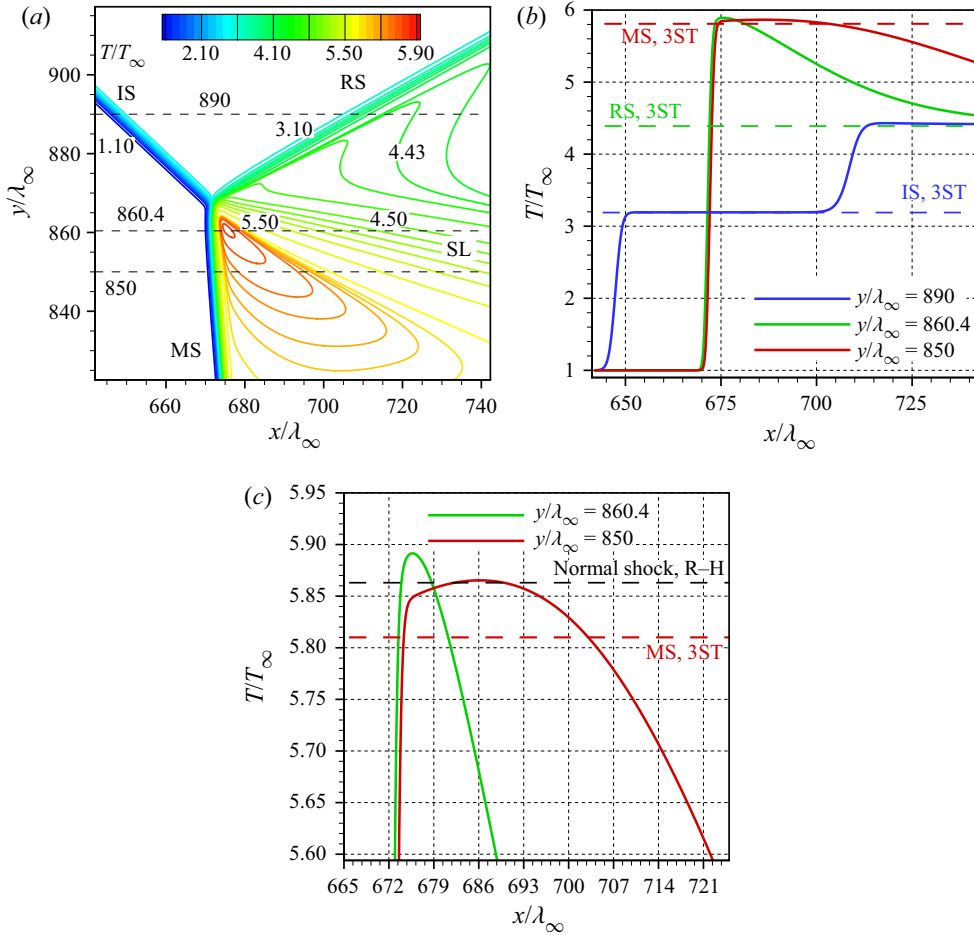 (a)
2.10 4.10 5.50 5.90
T/T∞
IS
RS
890
1.10
3.10
4.43
860.4
5.50
4.50
SL
850
MS
900
880
860
840
y/λ∞
660 680 700 720 740
x/λ∞
(b)
6
5
4
3
2
1
T/T∞
MS, 3ST
RS, 3ST
IS, 3ST
y/λ∞ = 890
y/λ∞ = 860.4
y/λ∞ = 850
650 675 700 725
x/λ∞
(c)
5.95
5.90
5.85
5.80
5.75
5.70
5.65
5.60
T/T∞
y/λ∞ = 860.4
y/λ∞ = 850
Normal shock, R–H
MS, 3ST
665 672 679 686 693 700 707 714 721
x/λ∞